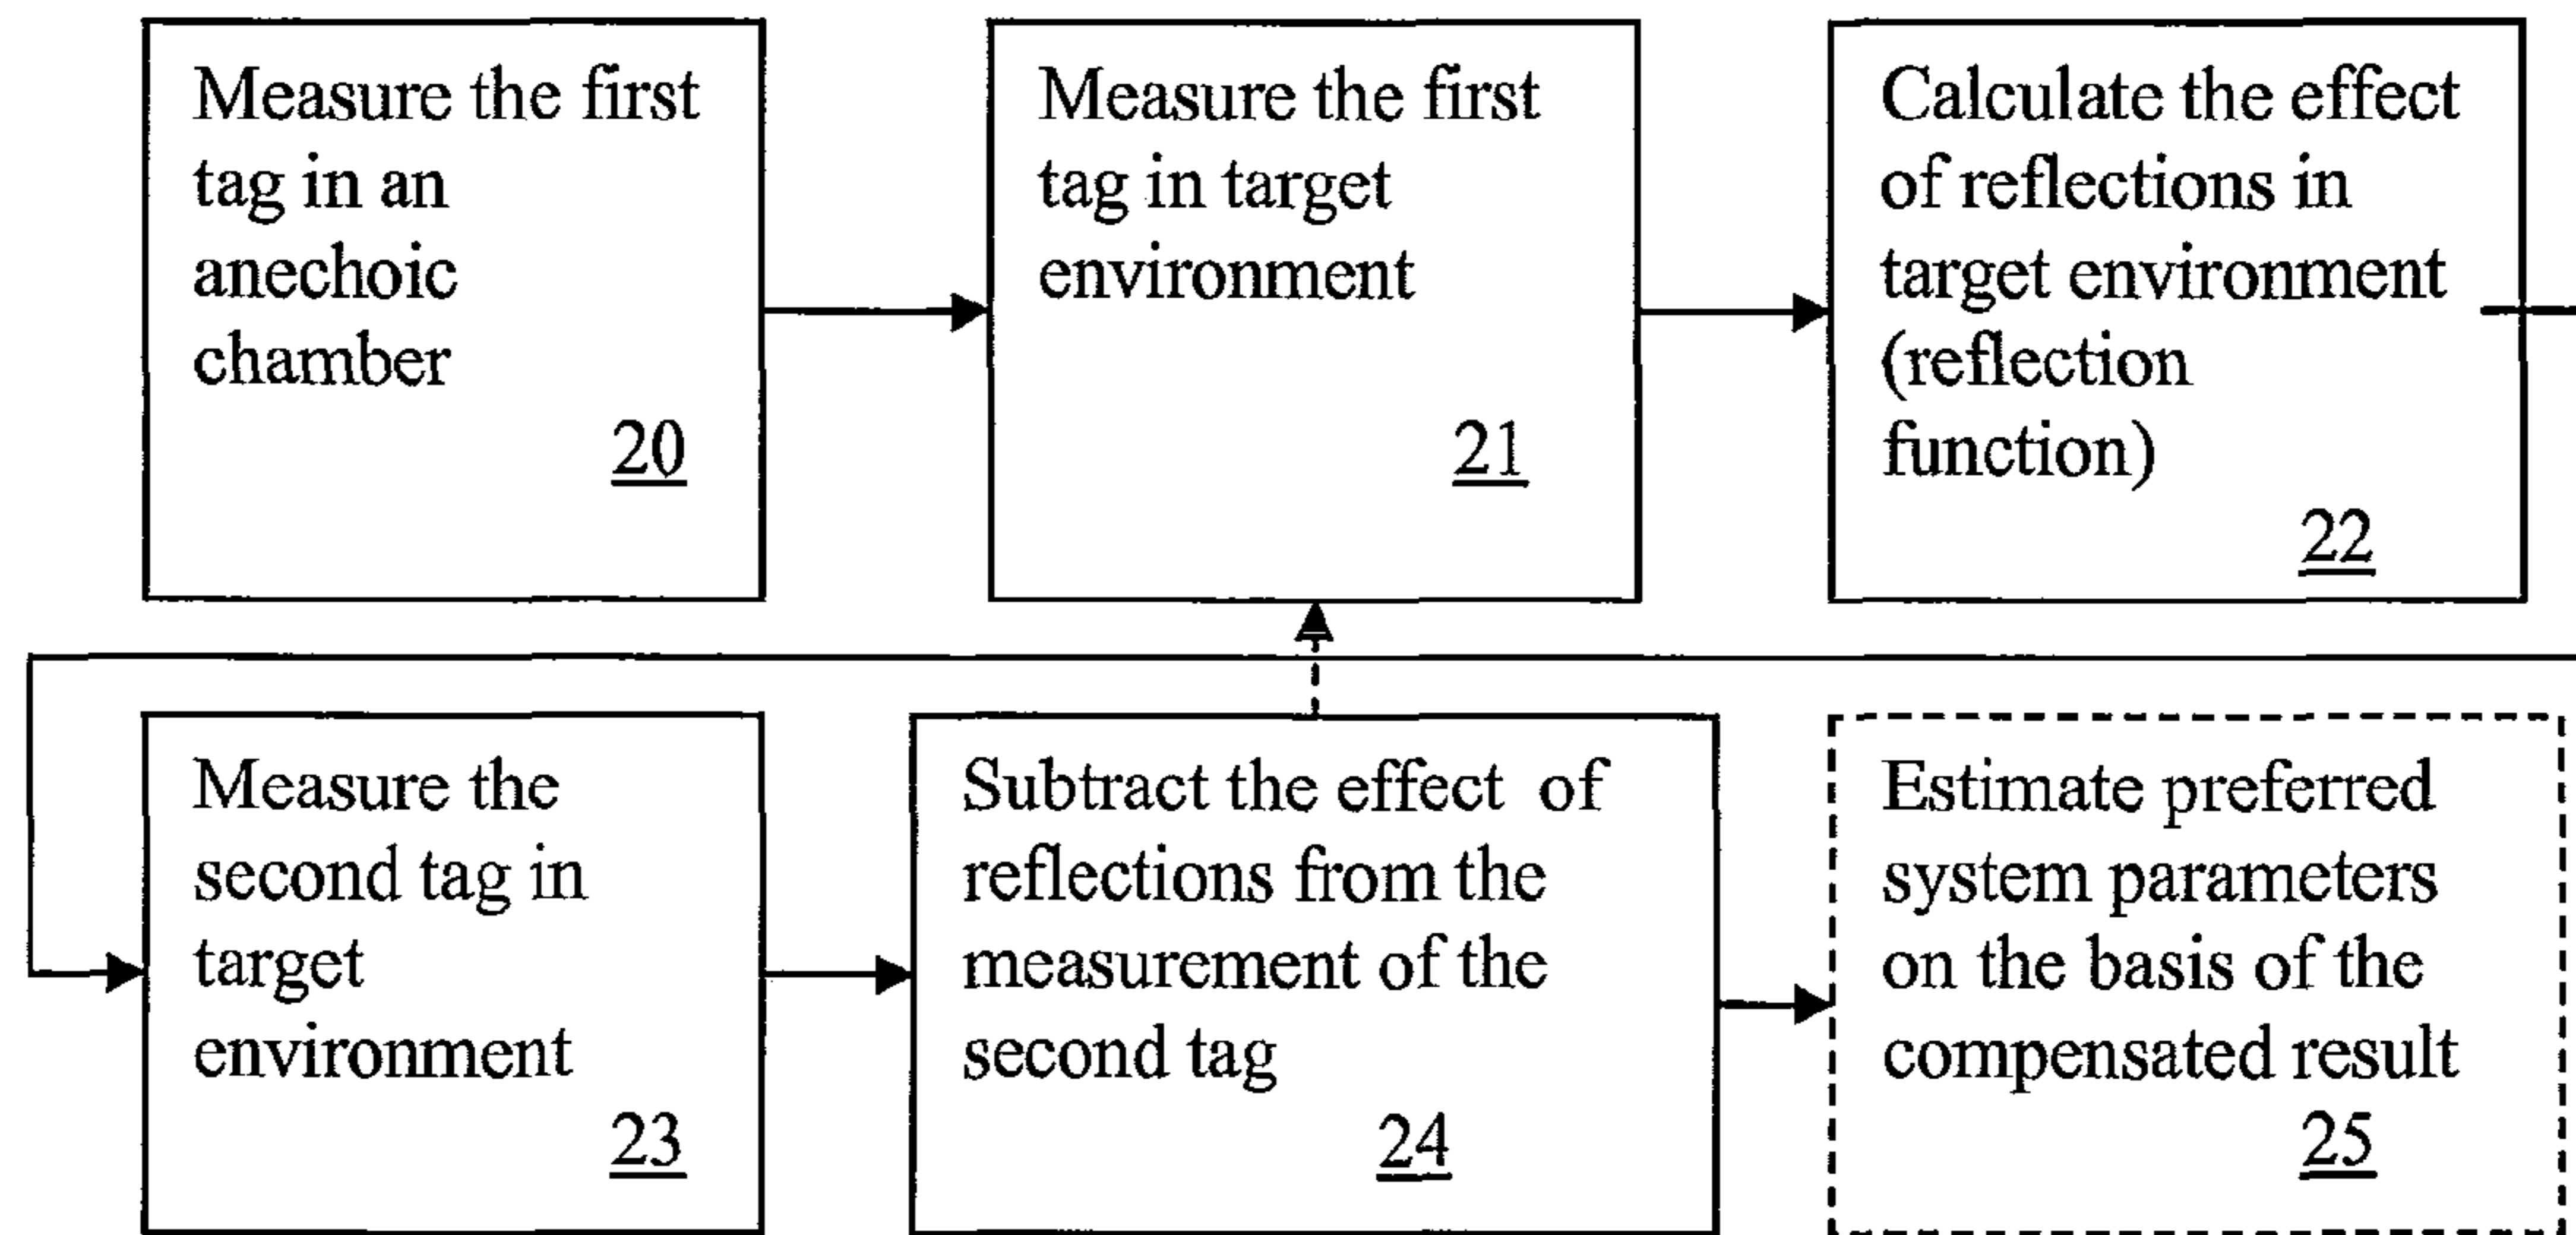 Measure the first
tag in an
anechoic
chamber
20
Measure the first
tag in target
environment
21
Calculate the effect
of reflections in
target environment
(reflection
function)
22
Measure the
second tag in
target
environment
23
Subtract the effect of
reflections from the
measurement of the
second tag
24
Estimate preferred
system parameters
on the basis of the
compensated result
25